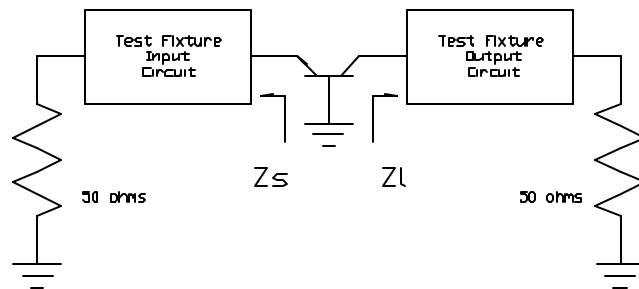 Test Fixture
Input
Circuit
Test Fixture
Output
Circuit
Zs
Zl
50 ohms
50 ohms